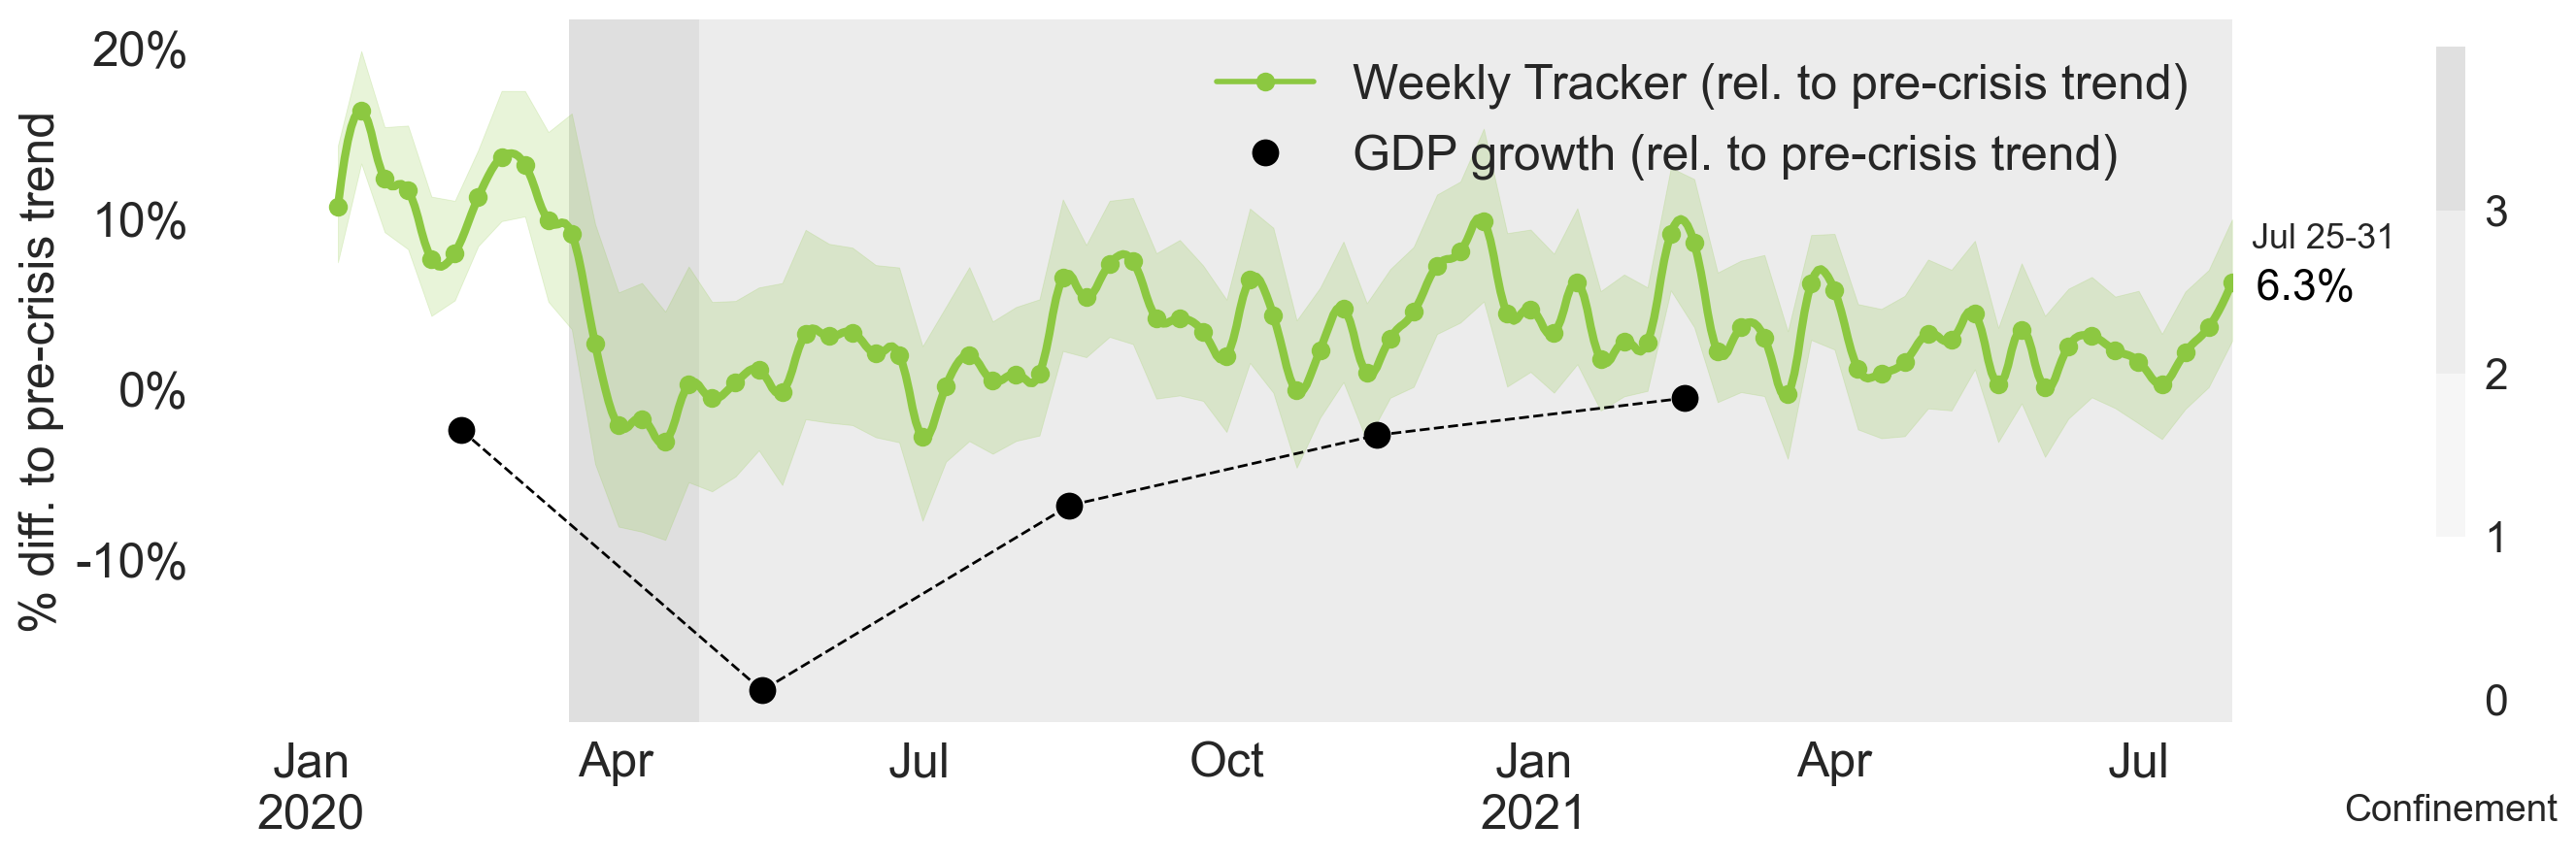 % diff. to pre-crisis trend
20%
10%
0%
-10%
Weekly Tracker (rel. to pre-crisis trend)
GDP growth (rel. to pre-crisis trend)
Jul 25-31
6.3%
3
2
1
0
Confinement
Jan
2020
Apr
Jul
Oct
Jan
2021
Apr
Jul